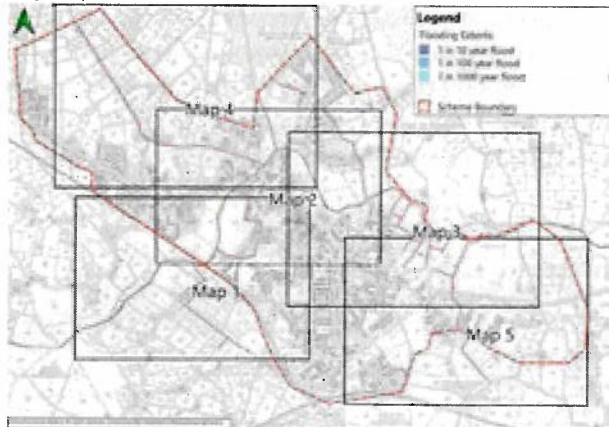 Legend
Flooding Extents
1 in 10 year flood
1 in 100 year flood
1 in 1000 year flood
Scheme Boundary
Map 4
Map 2
Map 3
Map 1
Map 5